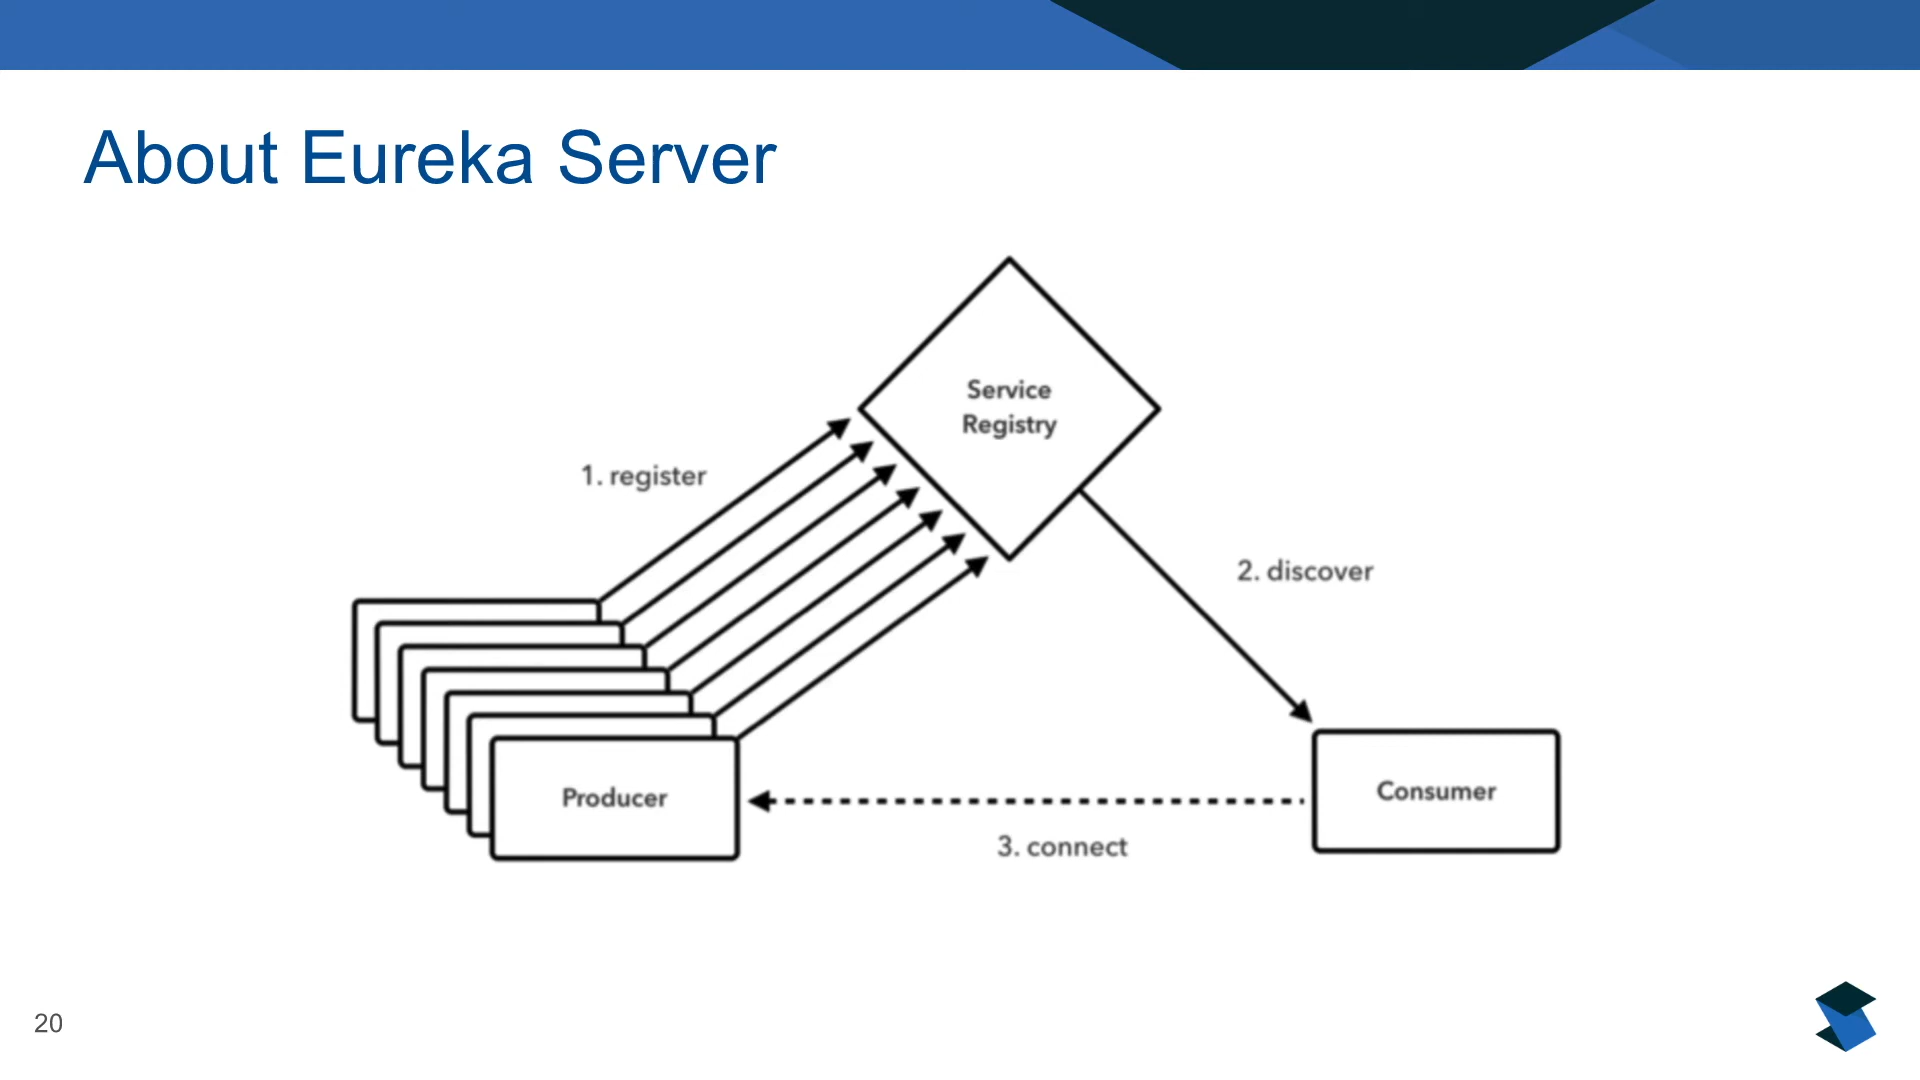 About Eureka Server
Service
Registry
1. register
2. discover
Producer
Consumer
3. connect
20